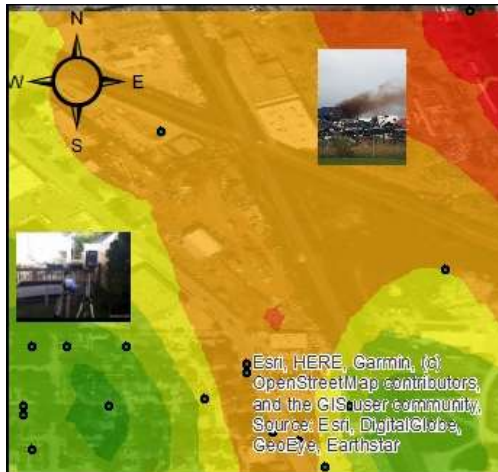 N
W E
S
Esri, HERE, Garmin, (c)
OpenStreetMap contributors,
and the GIS user community,
Source: Esri, DigitalGlobe,
GeoEye, Earthstar